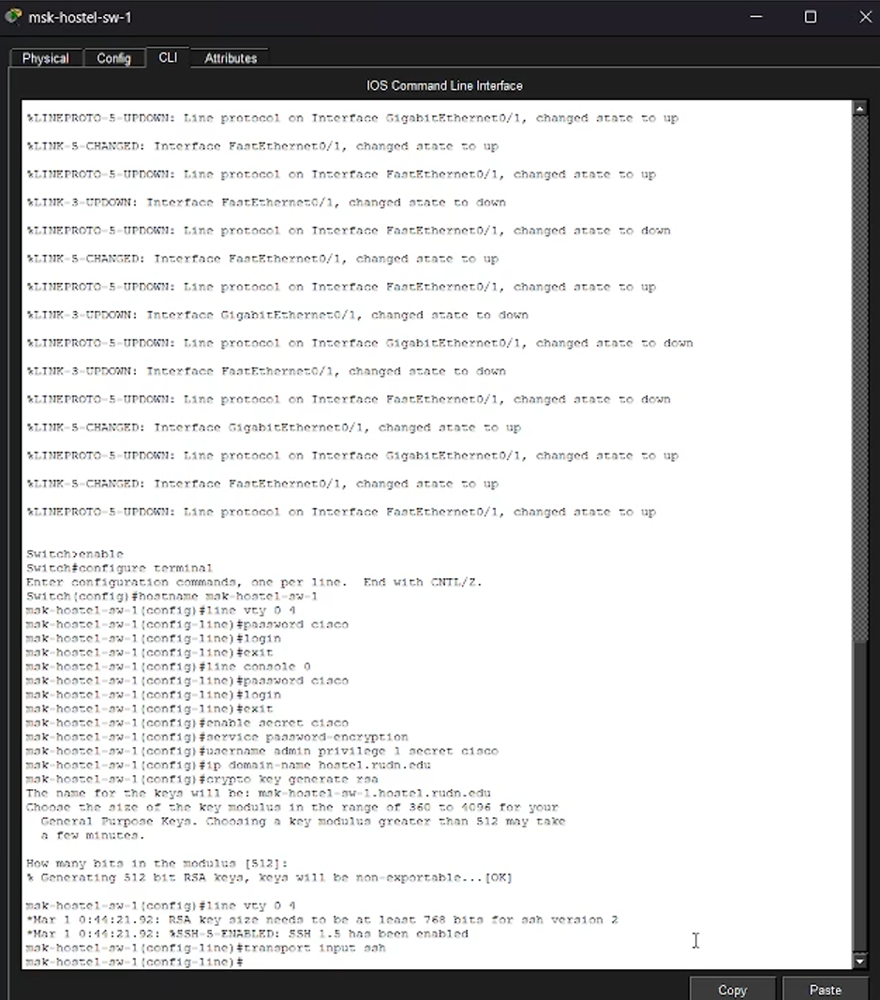 msk-hostel-sw-1
Physical Config CLI Attributes
IOS Command Line Interface
%LINEPROTO-5-UPDOWN: Line protocol on Interface GigabitEthernet0/1, changed state to up
%LINK-5-CHANGED: Interface FastEthernet0/1, changed state to up
%LINEPROTO-5-UPDOWN: Line protocol on Interface FastEthernet0/1, changed state to up
%LINK-3-UPDOWN: Interface FastEthernet0/1, changed state to down
%LINEPROTO-5-UPDOWN: Line protocol on Interface FastEthernet0/1, changed state to down
%LINK-5-CHANGED: Interface FastEthernet0/1, changed state to up
%LINEPROTO-5-UPDOWN: Line protocol on Interface FastEthernet0/1, changed state to up
%LINK-3-UPDOWN: Interface GigabitEthernet0/1, changed state to down
%LINEPROTO-5-UPDOWN: Line protocol on Interface GigabitEthernet0/1, changed state to down
%LINK-3-UPDOWN: Interface FastEthernet0/1, changed state to down
%LINEPROTO-5-UPDOWN: Line protocol on Interface FastEthernet0/1, changed state to down
%LINK-5-CHANGED: Interface GigabitEthernet0/1, changed state to up
%LINEPROTO-5-UPDOWN: Line protocol on Interface GigabitEthernet0/1, changed state to up
%LINK-5-CHANGED: Interface FastEthernet0/1, changed state to up
%LINEPROTO-5-UPDOWN: Line protocol on Interface FastEthernet0/1, changed state to up
Switch>enable
Switch#configure terminal
Enter configuration commands, one per line. End with CNTL/Z.
Switch(config)#hostname msk-hostel-sw-1
msk-hostel-sw-1(config)#line vty 0 4
msk-hostel-sw-1(config-line)#password cisco
msk-hostel-sw-1(config-line)#login
msk-hostel-sw-1(config-line)#exit
msk-hostel-sw-1(config)#line console 0
msk-hostel-sw-1(config-line)#password cisco
msk-hostel-sw-1(config-line)#login
msk-hostel-sw-1(config-line)#exit
msk-hostel-sw-1(config)#enable secret cisco
msk-hostel-sw-1(config)#service password-encryption
msk-hostel-sw-1(config)#username admin privilege 1 secret cisco
msk-hostel-sw-1(config)#ip domain-name hostel.rudn.edu
msk-hostel-sw-1(config)#crypto key generate rsa
The name for the keys will be: msk-hostel-sw-1.hostel.rudn.edu
Choose the size of the key modulus in the range of 360 to 4096 for your
General Purpose Keys. Choosing a key modulus greater than 512 may take
a few minutes.
How many bits in the modulus [512]:
% Generating 512 bit RSA keys, keys will be non-exportable...[OK]
msk-hostel-sw-1(config)#line vty 0 4
*Mar 1 0:44:21.92: RSA key size needs to be at least 768 bits for ssh version 2
*Mar 1 0:44:21.92: %SSH-5-ENABLED: SSH 1.5 has been enabled
msk-hostel-sw-1(config-line)#transport input ssh
msk-hostel-sw-1(config-line)#
Copy Paste